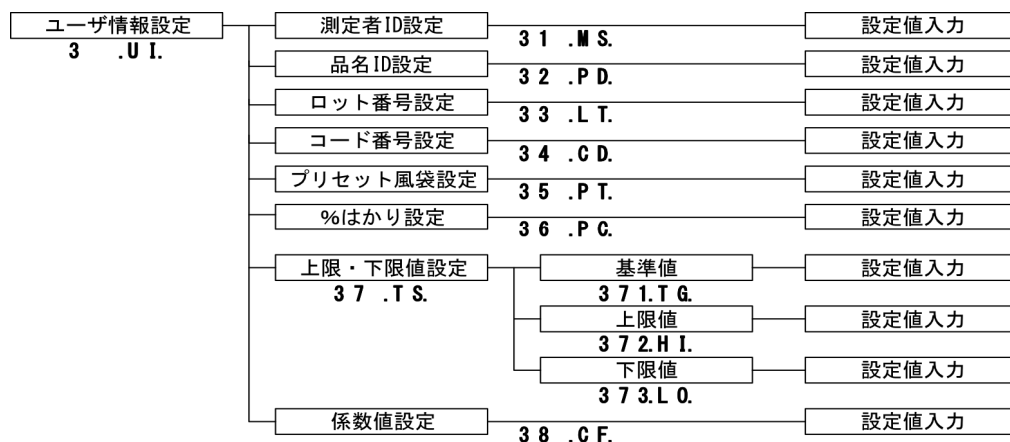 ユーザ情報設定 測定者ID設定 設定値入力
3 .U I. 3 1 .M S.
品名ID設定 設定値入力
3 2 .P D.
ロット番号設定 設定値入力
3 3 .L T.
コード番号設定 設定値入力
3 4 .C D.
プリセット風袋設定 設定値入力
3 5 .P T.
%はかり設定 設定値入力
3 6 .P C.
上限・下限値設定 基準値 設定値入力
3 7 .T S. 3 7 1.T G.
上限値 設定値入力
3 7 2.H I.
下限値 設定値入力
3 7 3.L O.
係数値設定 設定値入力
3 8 .C F.